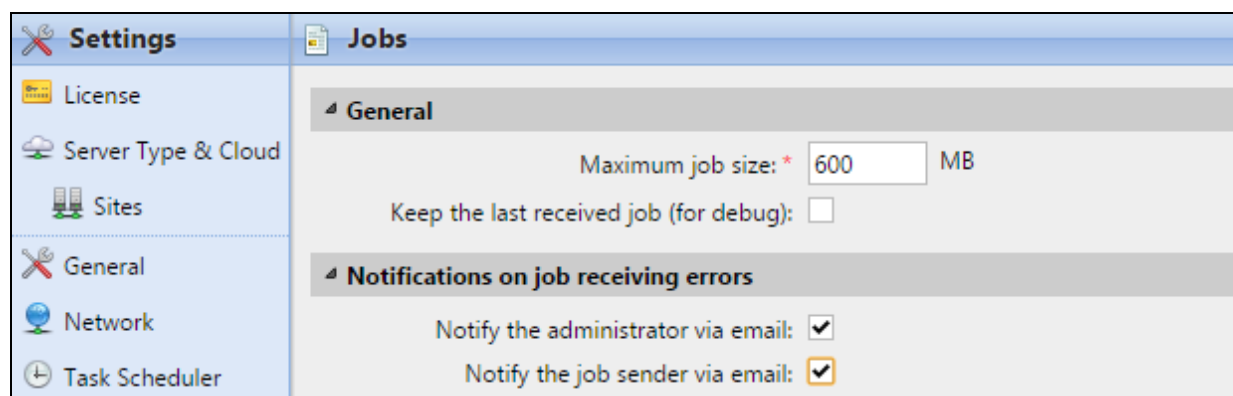 Settings
License
Server Type & Cloud
Sites
General
Network
Task Scheduler
Jobs
General
Maximum job size: * 600 MB
Keep the last received job (for debug):
Notifications on job receiving errors
Notify the administrator via email:
Notify the job sender via email: